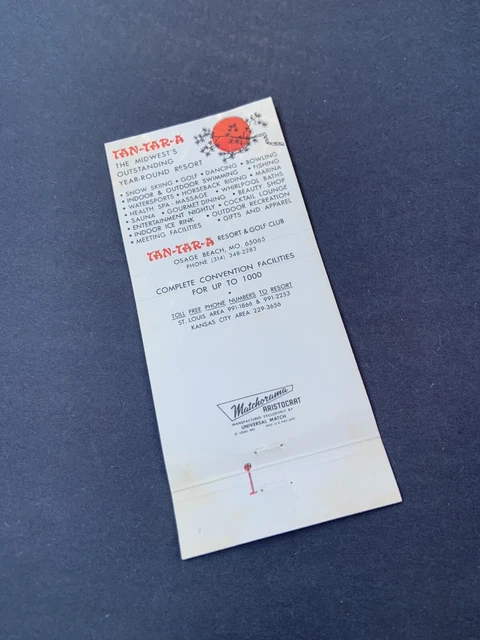 TAN-TAR-A
THE MIDWEST'S
OUTSTANDING
YEAR-ROUND RESORT
• SNOW SKIING • GOLF • DANCING • BOWLING
• INDOOR & OUTDOOR SWIMMING • FISHING
• WATERSPORTS • HORSEBACK RIDING • MARINA
• HEALTH SPA - MASSAGE • WHIRLPOOL BATHS
• SAUNA • GOURMET DINING • BEAUTY SHOP
• ENTERTAINMENT NIGHTLY • COCKTAIL LOUNGE
• INDOOR ICE RINK • OUTDOOR RECREATION
• MEETING FACILITIES • GIFTS AND APPAREL
TAN-TAR-A RESORT & GOLF CLUB
OSAGE BEACH, MO. 65065
PHONE (314) 348-2283
COMPLETE CONVENTION FACILITIES
FOR UP TO 1000
•
TOLL FREE PHONE NUMBERS TO RESORT
ST. LOUIS AREA 991-1866 & 991-2253
KANSAS CITY AREA 229-3656
Matchorama
ARISTOCRAT
MANUFACTURED EXCLUSIVELY BY
UNIVERSAL MATCH